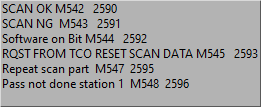 SCAN OK M542 2590
SCAN NG M543 2591
Software on Bit M544 2592
RQST FROM TCO RESET SCAN DATA M545 2593
Repeat scan part M547 2595
Pass not done station 1 M548 2596